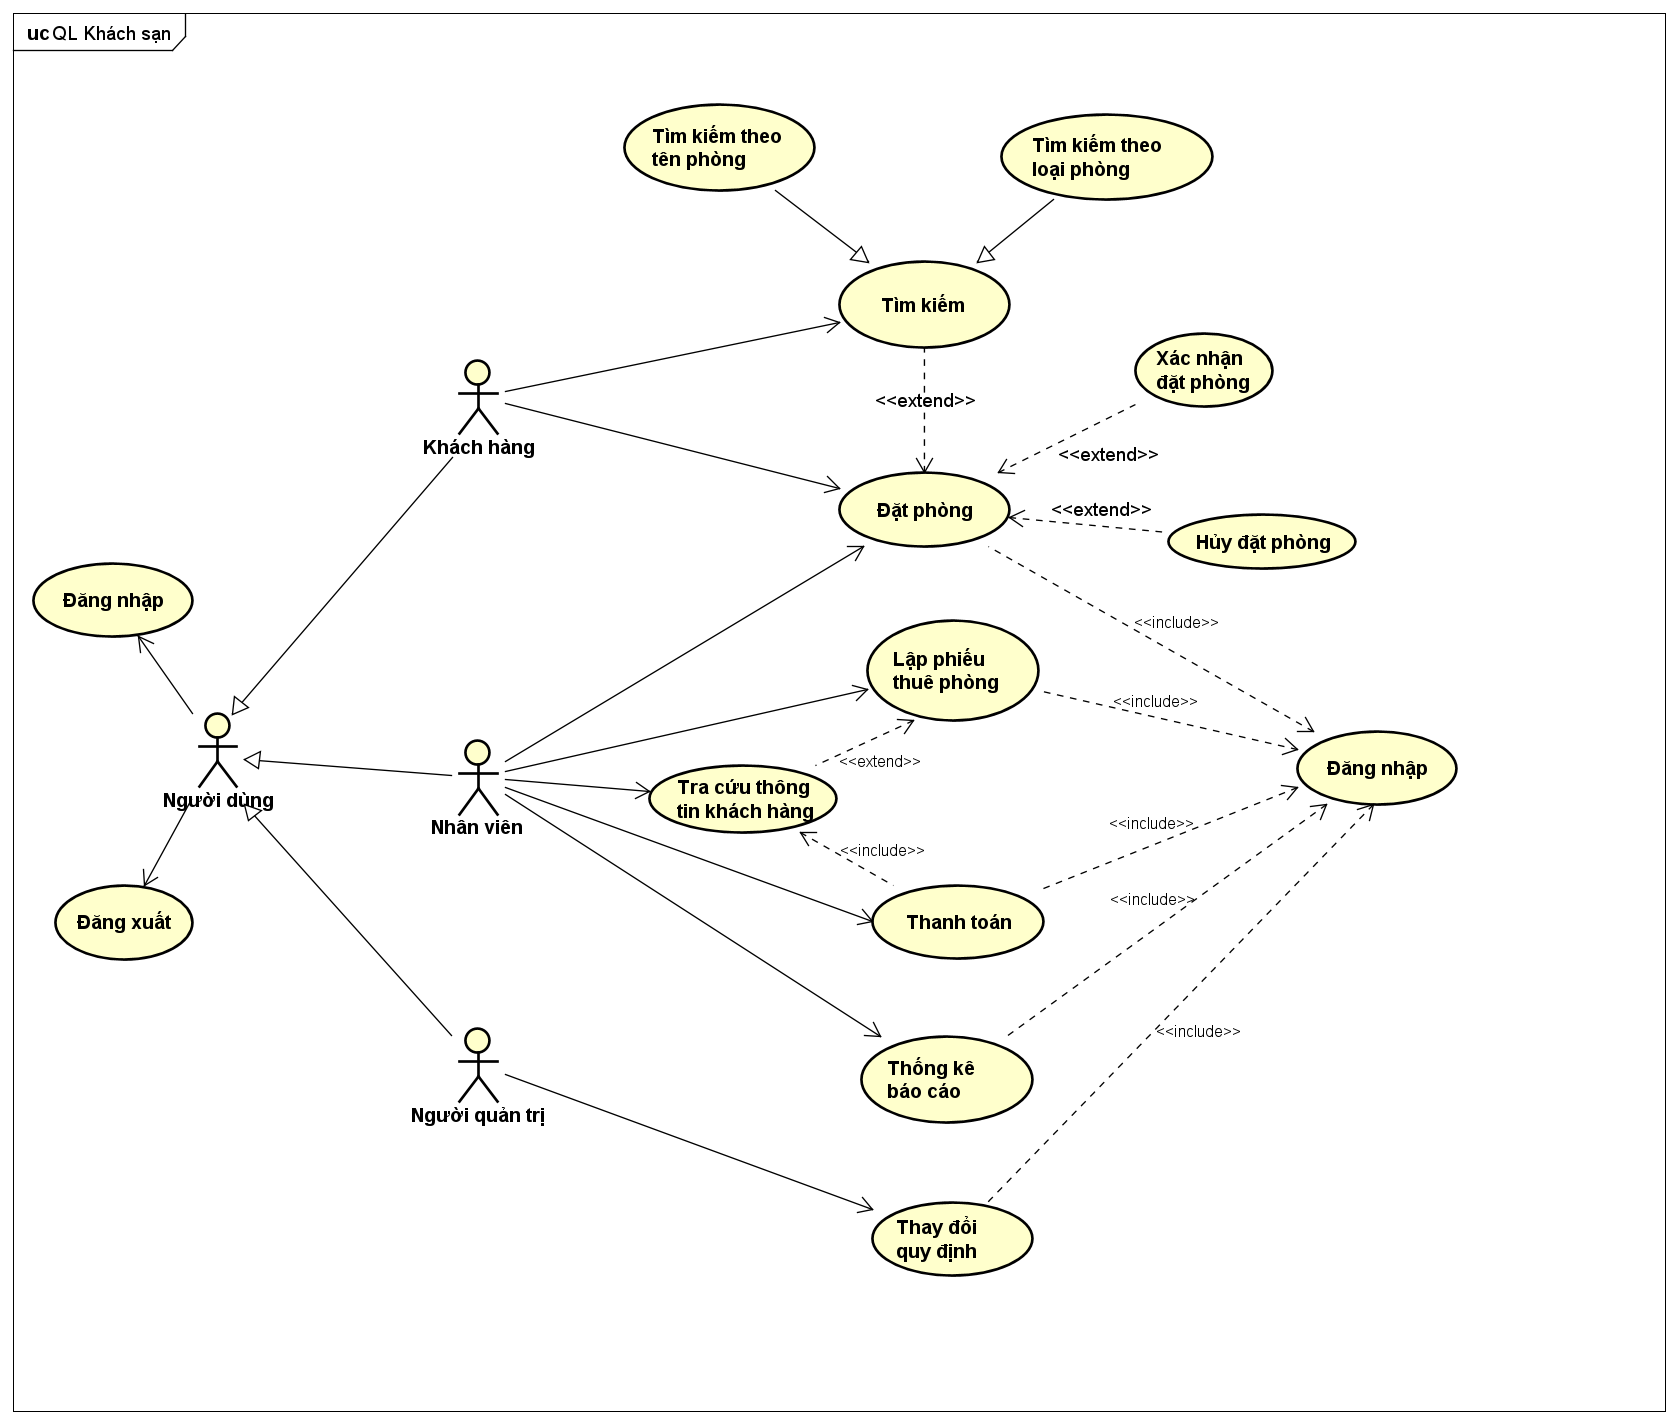 uc QL Khách sạn
Tìm kiếm theo
tên phòng
Tìm kiếm theo
loại phòng
Tìm kiếm
Xác nhận
đặt phòng
<<extend>>
Khách hàng
<<extend>>
Đặt phòng
<<extend>>
Hủy đặt phòng
Đăng nhập
<<include>>
Lập phiếu
thuê phòng
<<include>>
<<extend>>
Đăng nhập
Người dùng
Nhân viên
Tra cứu thông
tin khách hàng
<<include>>
<<include>>
Đăng xuất
Thanh toán
<<include>>
<<include>>
Thống kê
báo cáo
Người quản trị
Thay đổi
quy định